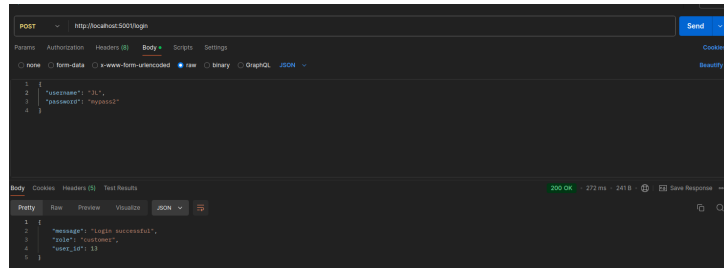 POST http://localhost:5001/login Send
Params Authorization Headers (8) Body Scripts Settings Cookies
none form-data x-www-form-urlencoded raw binary GraphQL JSON Beautify
1 {
2 "username": "JL",
3 "password": "mypass2"
4 }
Body Cookies Headers (5) Test Results 200 OK 272 ms 241 B Save Response
Pretty Raw Preview Visualize JSON
1 {
2 "message": "Login successful",
3 "role": "customer",
4 "user_id": 13
5 }